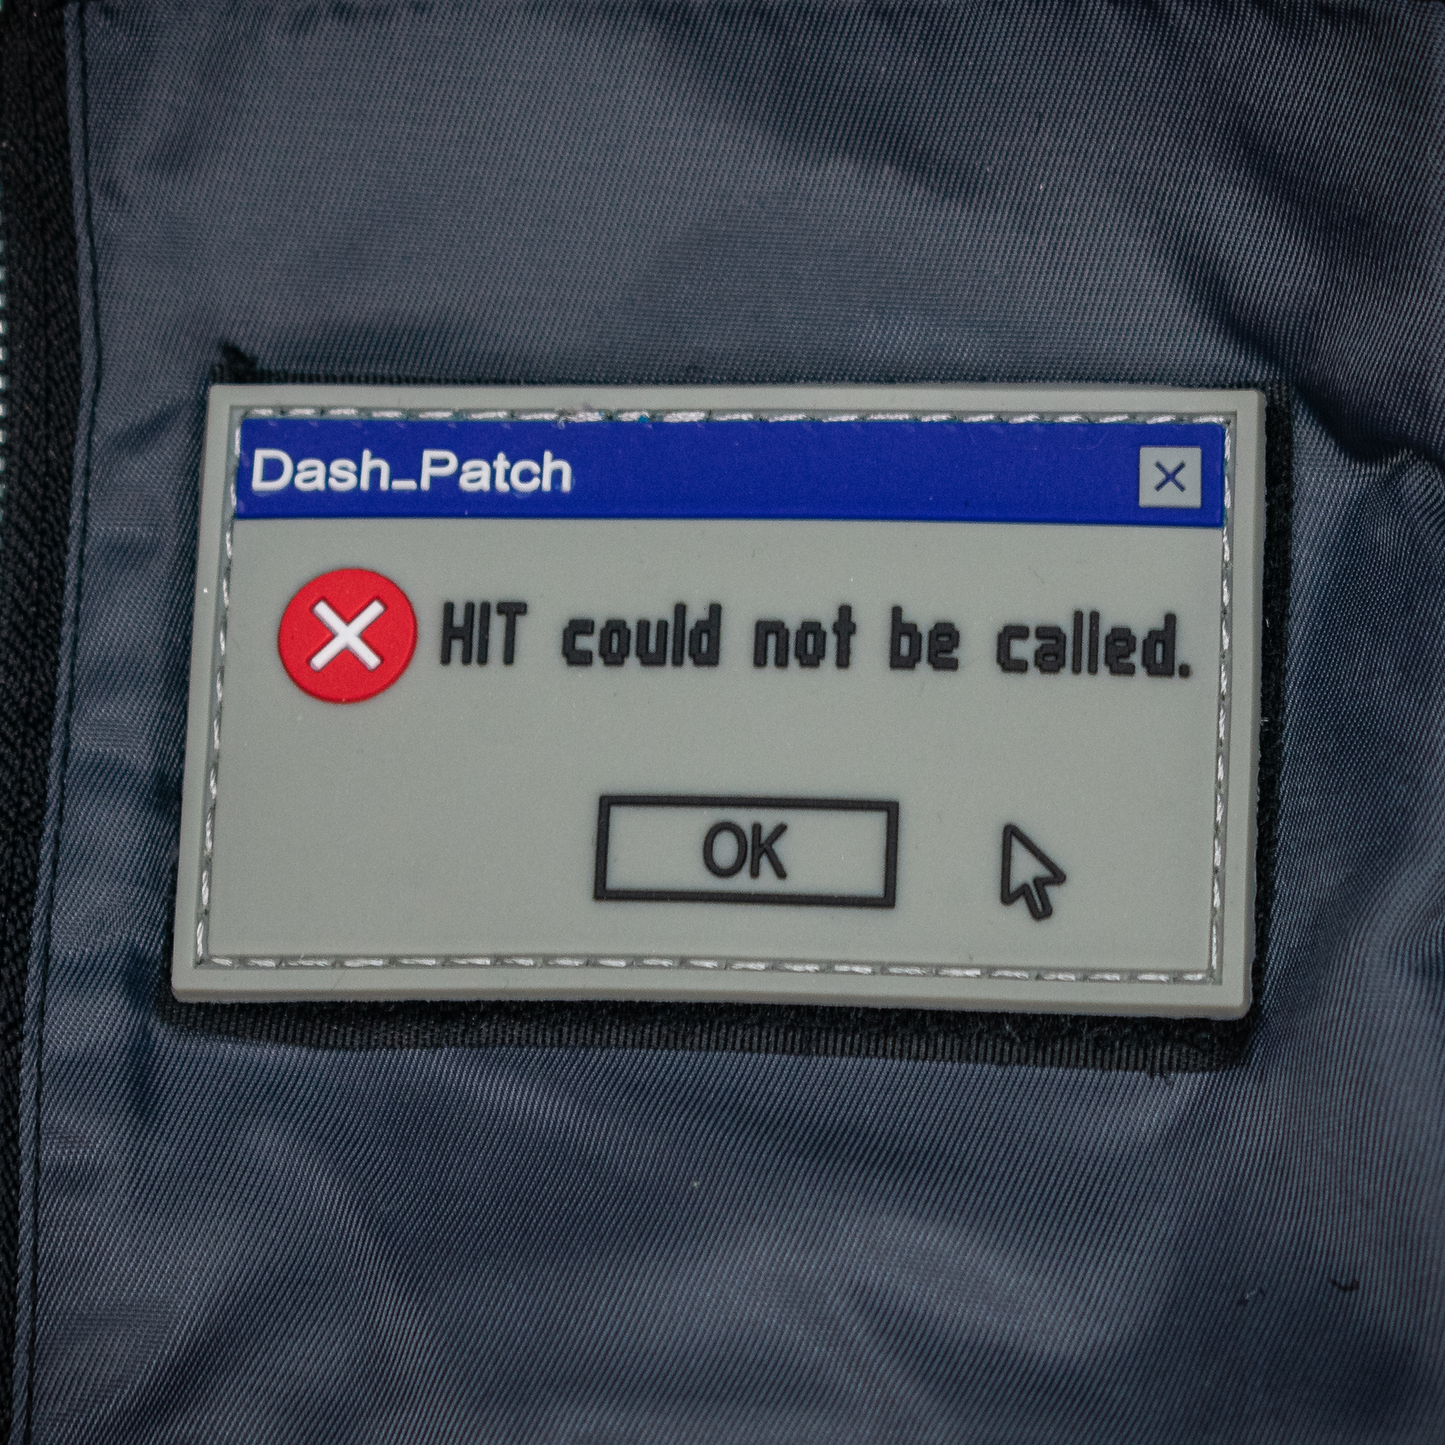 Dash_Patch
HIT could not be called.
OK